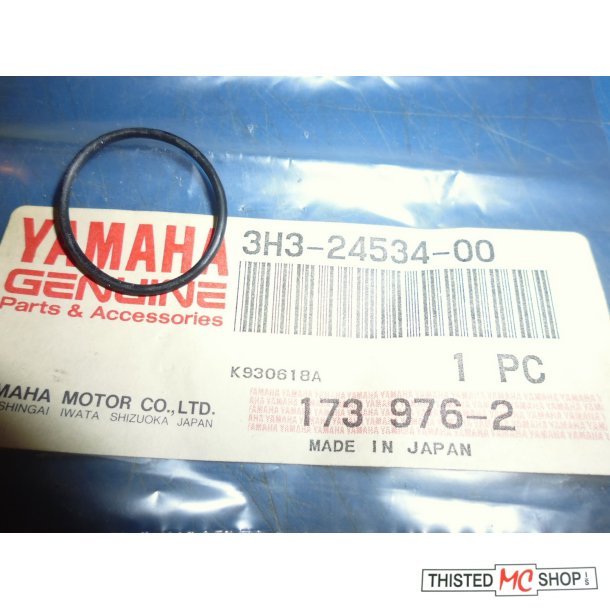 YAMAHA
GENUINE
Parts & Accessories
3H3-24534-00
K930618A
1 PC
AMAHA MOTOR CO.,LTD.
SHINGAI IWATA SHIZUOKA JAPAN
173 976-2
MADE IN JAPAN
THISTED MC SHOP I/S